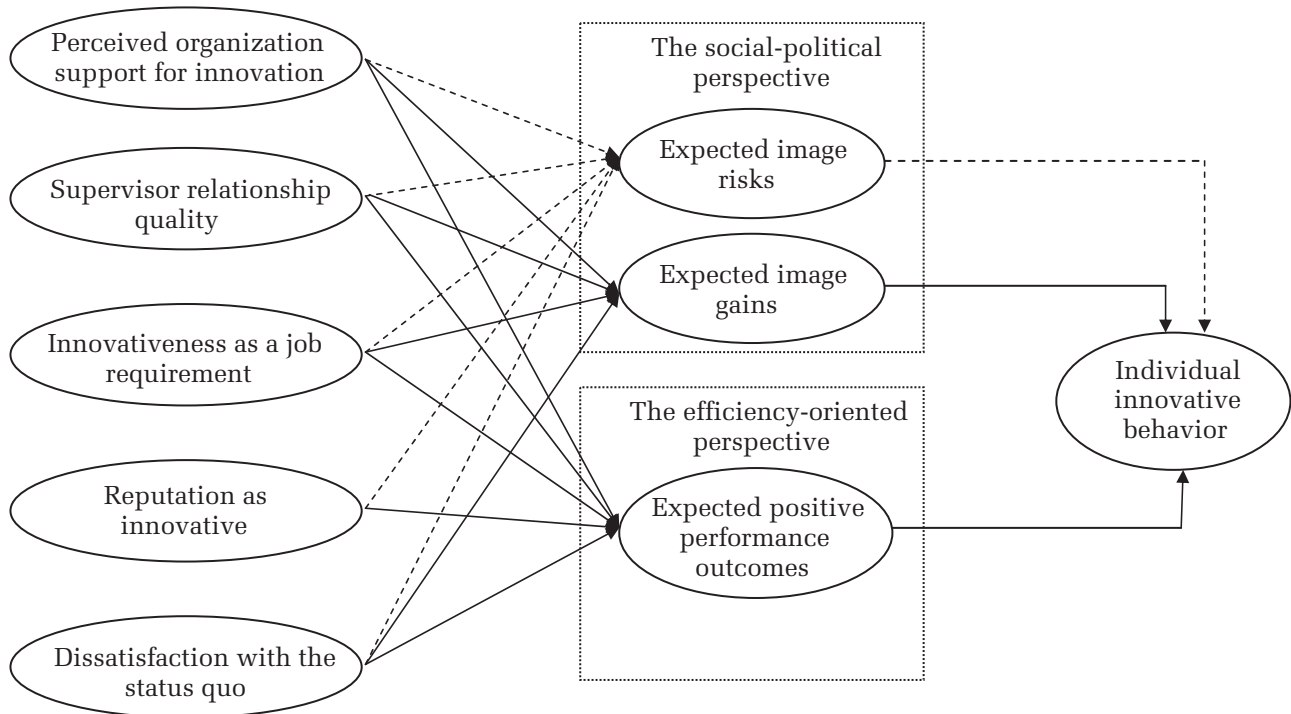 Perceived organization
support for innovation
Supervisor relationship
quality
Innovativeness as a job
requirement
Reputation as
innovative
Dissatisfaction with the
status quo
The social-political
perspective
Expected image
risks
Expected image
gains
The efficiency-oriented
perspective
Expected positive
performance
outcomes
Individual
innovative
behavior